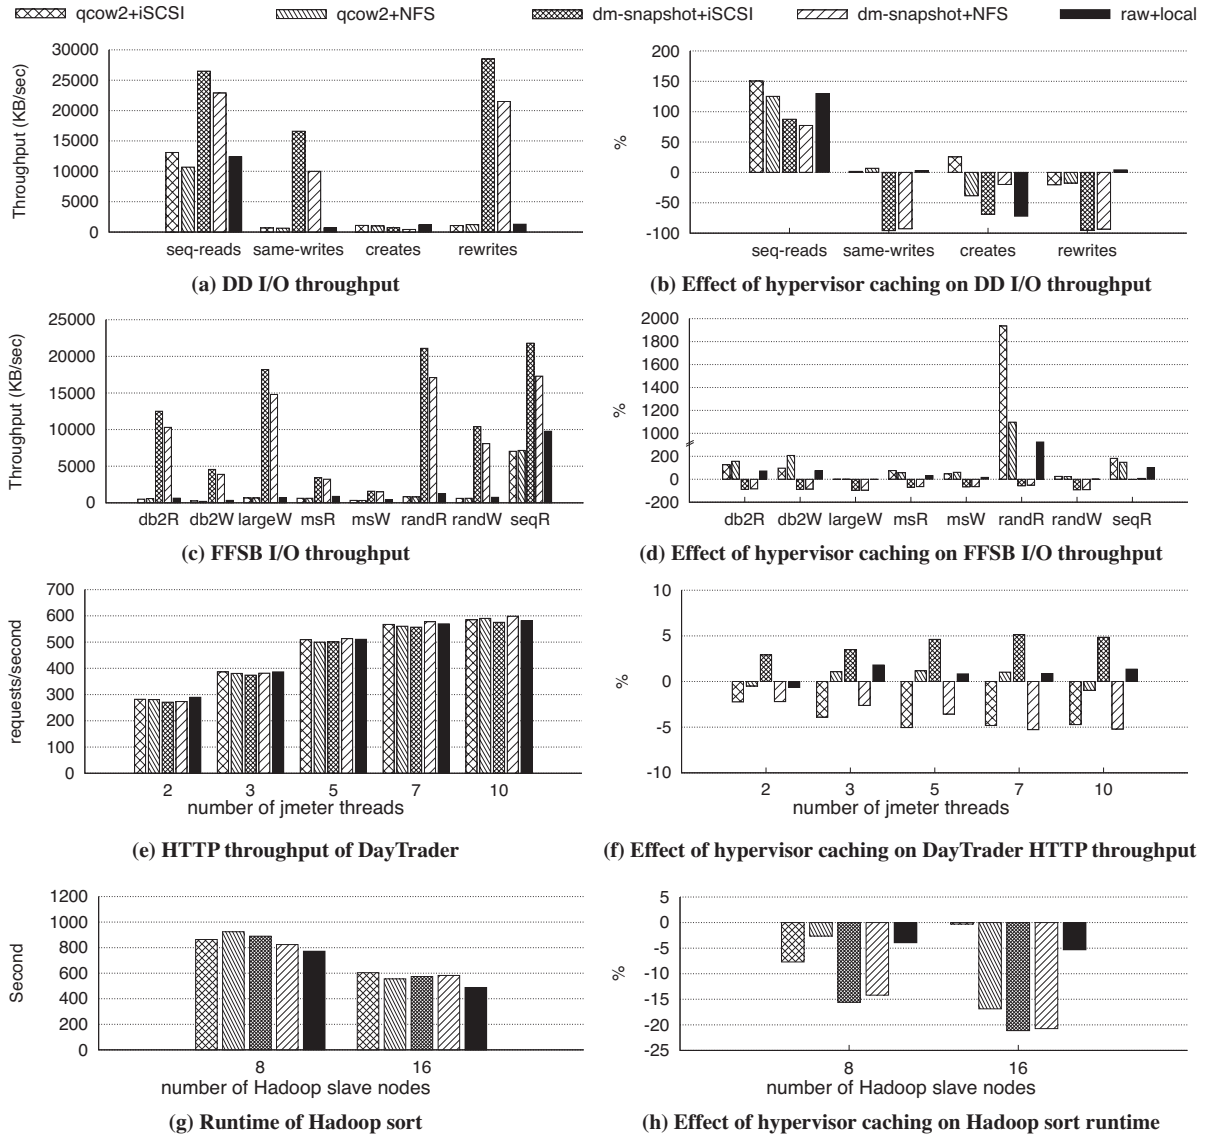 qcow2+iSCSI qcow2+NFS dm-snapshot+iSCSI dm-snapshot+NFS raw+local
Throughput (KB/sec)
30000
25000
20000
15000
10000
5000
0
seq-reads same-writes creates rewrites
(a) DD I/O throughput
%
200
150
100
50
0
-50
-100
seq-reads same-writes creates rewrites
(b) Effect of hypervisor caching on DD I/O throughput
Throughput (KB/sec)
25000
20000
15000
10000
5000
0
db2R db2W largeW msR msW randR randW seqR
(c) FFSB I/O throughput
%
2000
1800
1600
1400
1200
1000
200
0
-200
db2R db2W largeW msR msW randR randW seqR
(d) Effect of hypervisor caching on FFSB I/O throughput
requests/second
700
600
500
400
300
200
100
0
2 3 5 7 10
number of jmeter threads
(e) HTTP throughput of DayTrader
%
10
5
0
-5
-10
2 3 5 7 10
number of jmeter threads
(f) Effect of hypervisor caching on DayTrader HTTP throughput
Second
1200
1000
800
600
400
200
0
8 16
number of Hadoop slave nodes
(g) Runtime of Hadoop sort
%
5
0
-5
-10
-15
-20
-25
8 16
number of Hadoop slave nodes
(h) Effect of hypervisor caching on Hadoop sort runtime